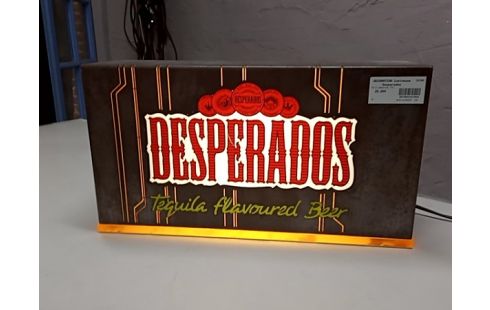 DESPERADOS
DESPERADOS
Tequila flavoured Beer